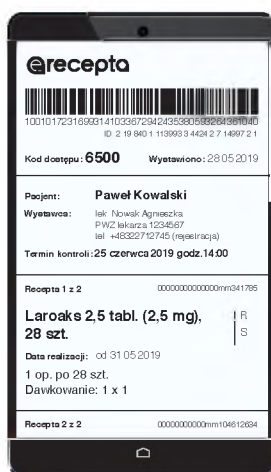 erecepta
10010172316993141033672942435380593264361040
ID 2 19 840 1 113993 3 4424 2 7 14997 2 1
Kod dostępu: 6500 Wystawiono: 28 05 2019
Pacjent: Paweł Kowalski
Wystawca: lek Nowak Agnieszka
PWZ lekarza 1234567
tel +48322712745 (rejestracja)
Termin kontroli: 25 czerwca 2019 godz.14:00
Recepta 1 z 2 00000000000000mm341785
Laroaks 2,5 tabl. (2,5 mg), R
28 szt. S
Data realizacji: od 31 05 2019
1 op. po 28 szt.
Dawkowanie: 1 x 1
Recepta 2 z 2 00000000000mm104612634